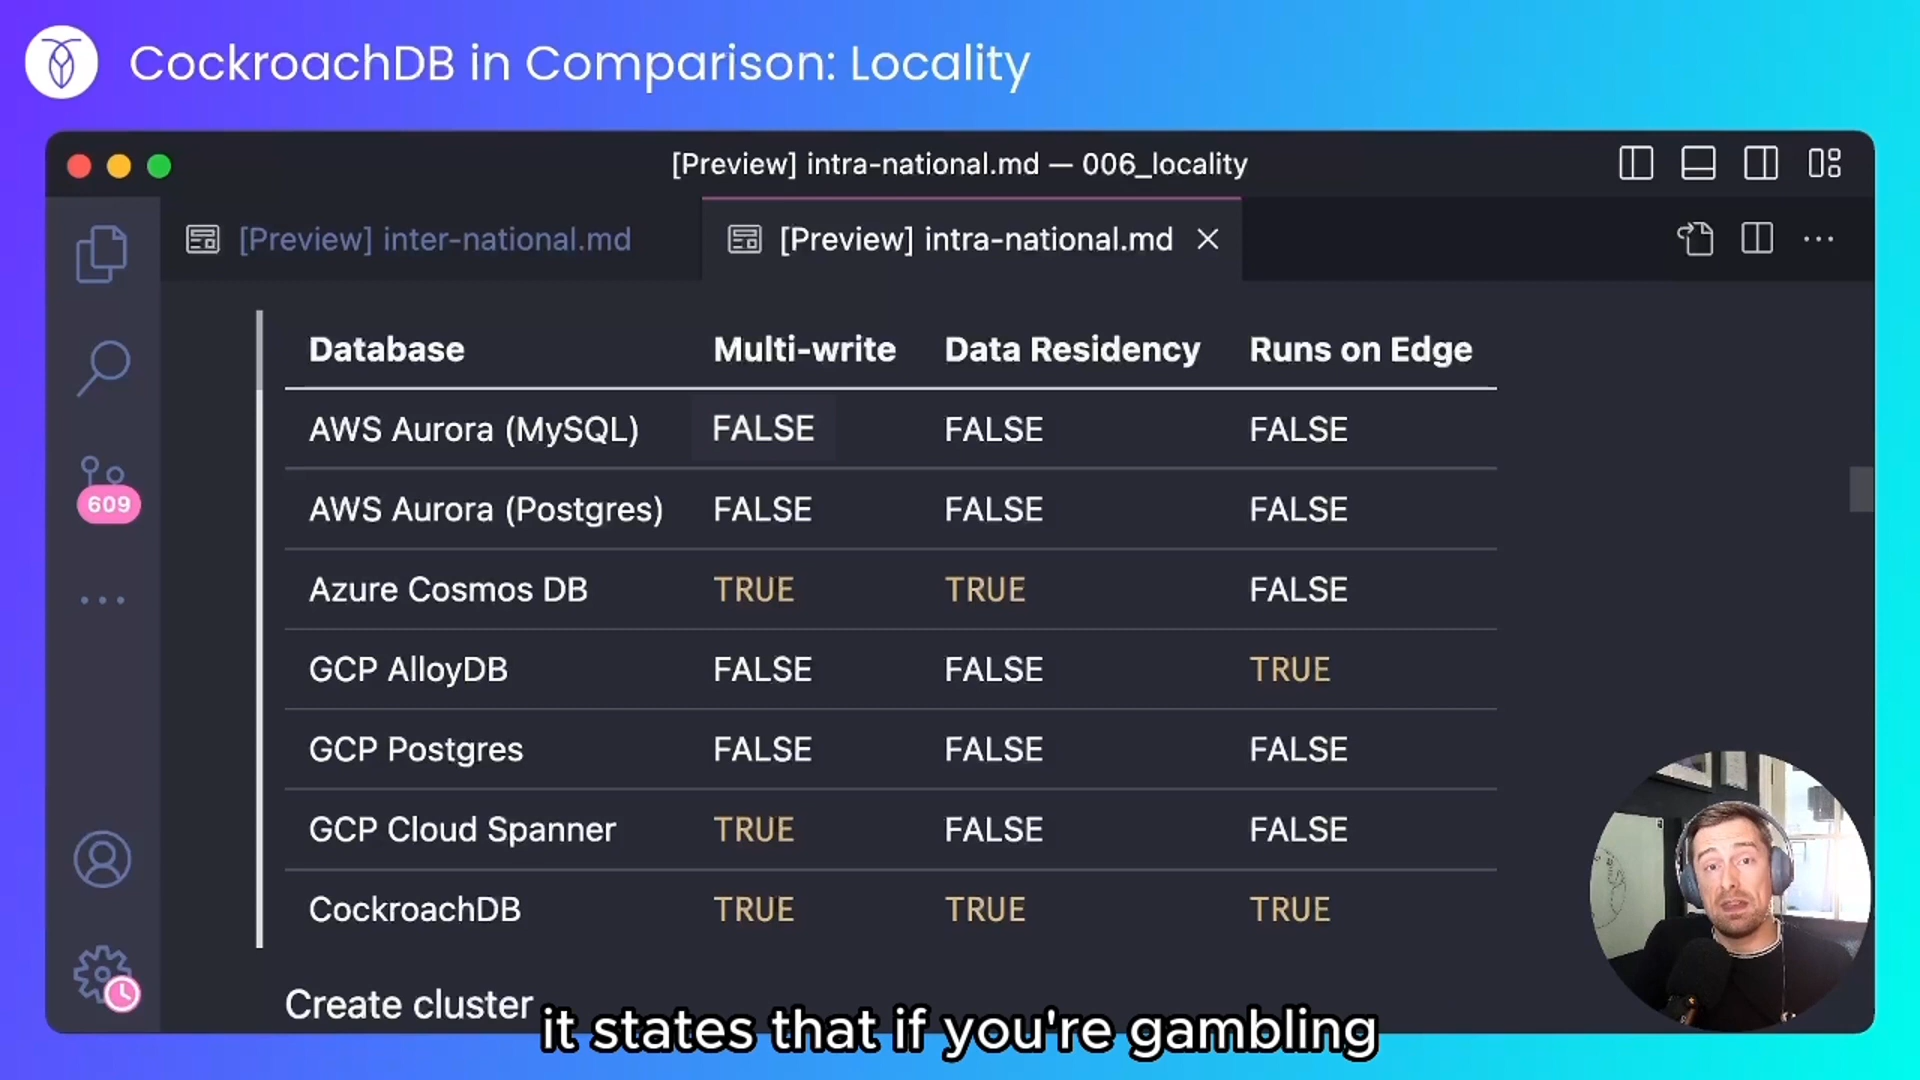 CockroachDB in Comparison: Locality
[Preview] intra-national.md — 006_locality
[Preview] inter-national.md
[Preview] intra-national.md
Database Multi-write Data Residency Runs on Edge
AWS Aurora (MySQL) FALSE FALSE FALSE
AWS Aurora (Postgres) FALSE FALSE FALSE
Azure Cosmos DB TRUE TRUE FALSE
GCP AlloyDB FALSE FALSE TRUE
GCP Postgres FALSE FALSE FALSE
GCP Cloud Spanner TRUE FALSE FALSE
CockroachDB TRUE TRUE TRUE
609
Create cluster
it states that if you're gambling